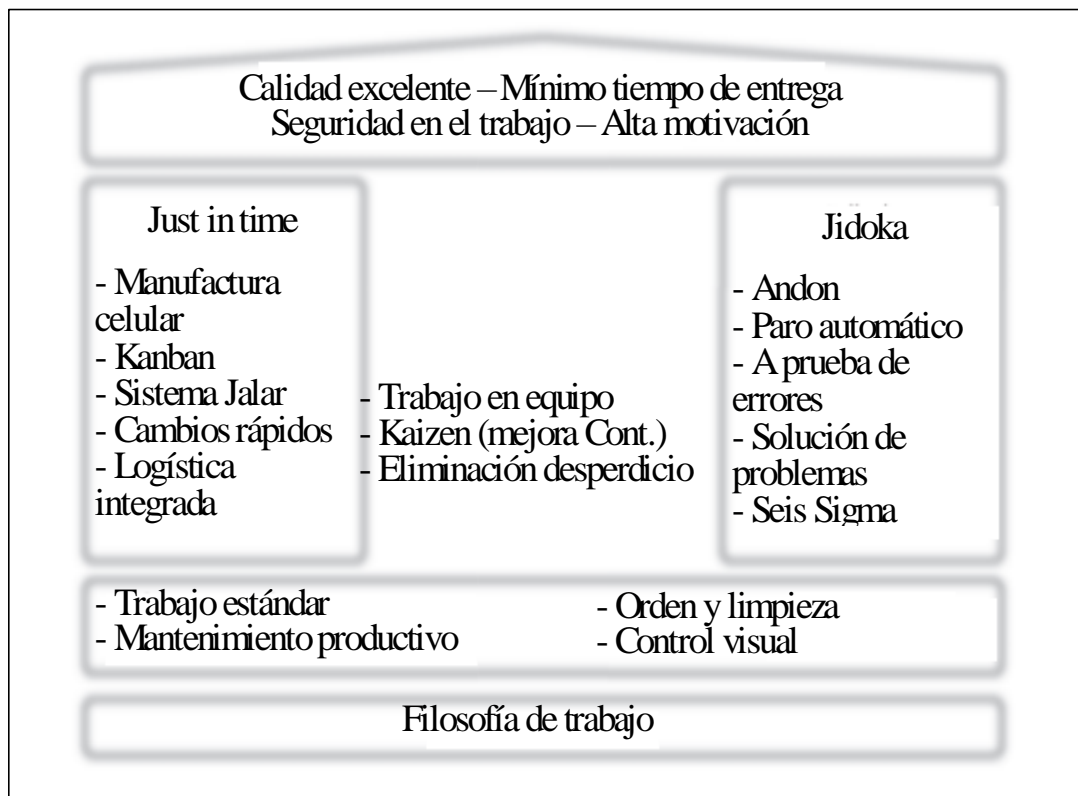 Calidad excelente – Mínimo tiempo de entrega
Seguridad en el trabajo – Alta motivación
Just in time
- Manufactura
celular
- Kanban
- Sistema Jalar
- Cambios rápidos
- Logística
integrada
- Trabajo en equipo
- Kaizen (mejora Cont.)
- Eliminación desperdicio
Jidoka
- Andon
- Paro automático
- A prueba de
errores
- Solución de
problemas
- Seis Sigma
- Trabajo estándar
- Mantenimiento productivo
- Orden y limpieza
- Control visual
Filosofía de trabajo